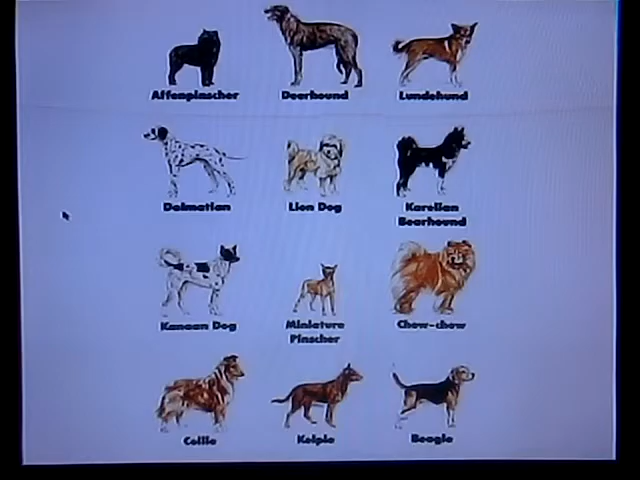 Affenpinscher Deerhound Lundehund
Dalmatian Lion Dog Karelian
Bearhound
Kanaan Dog Miniature Chow-chow
Pinscher
Collie Kelpie Beagle